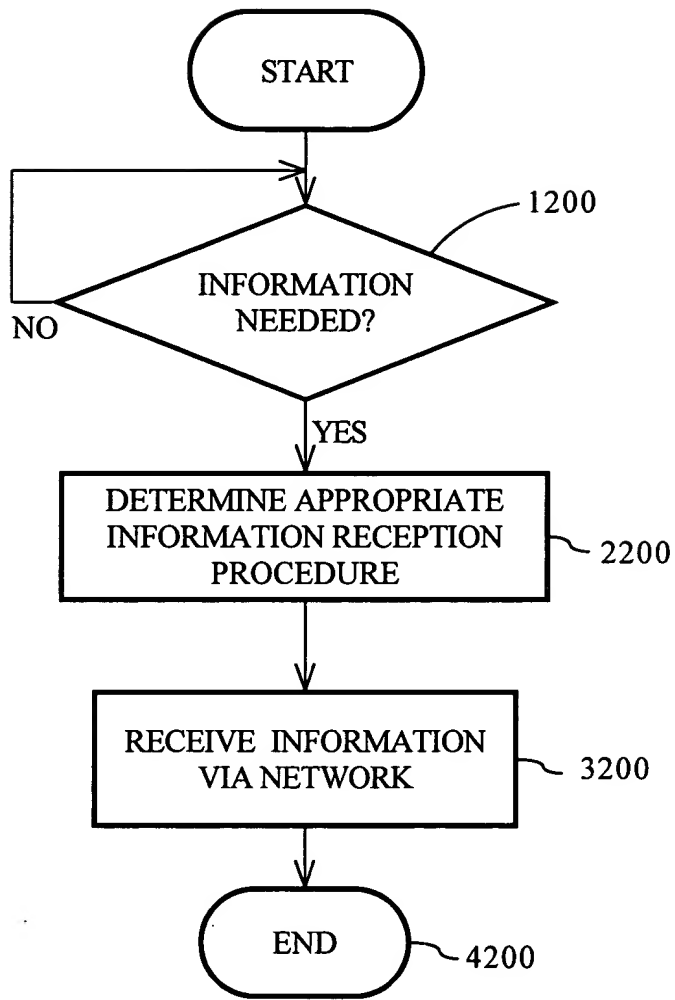 START
1200
INFORMATION
NEEDED?
NO
YES
DETERMINE APPROPRIATE
INFORMATION RECEPTION
PROCEDURE
2200
RECEIVE INFORMATION
VIA NETWORK
3200
END
4200